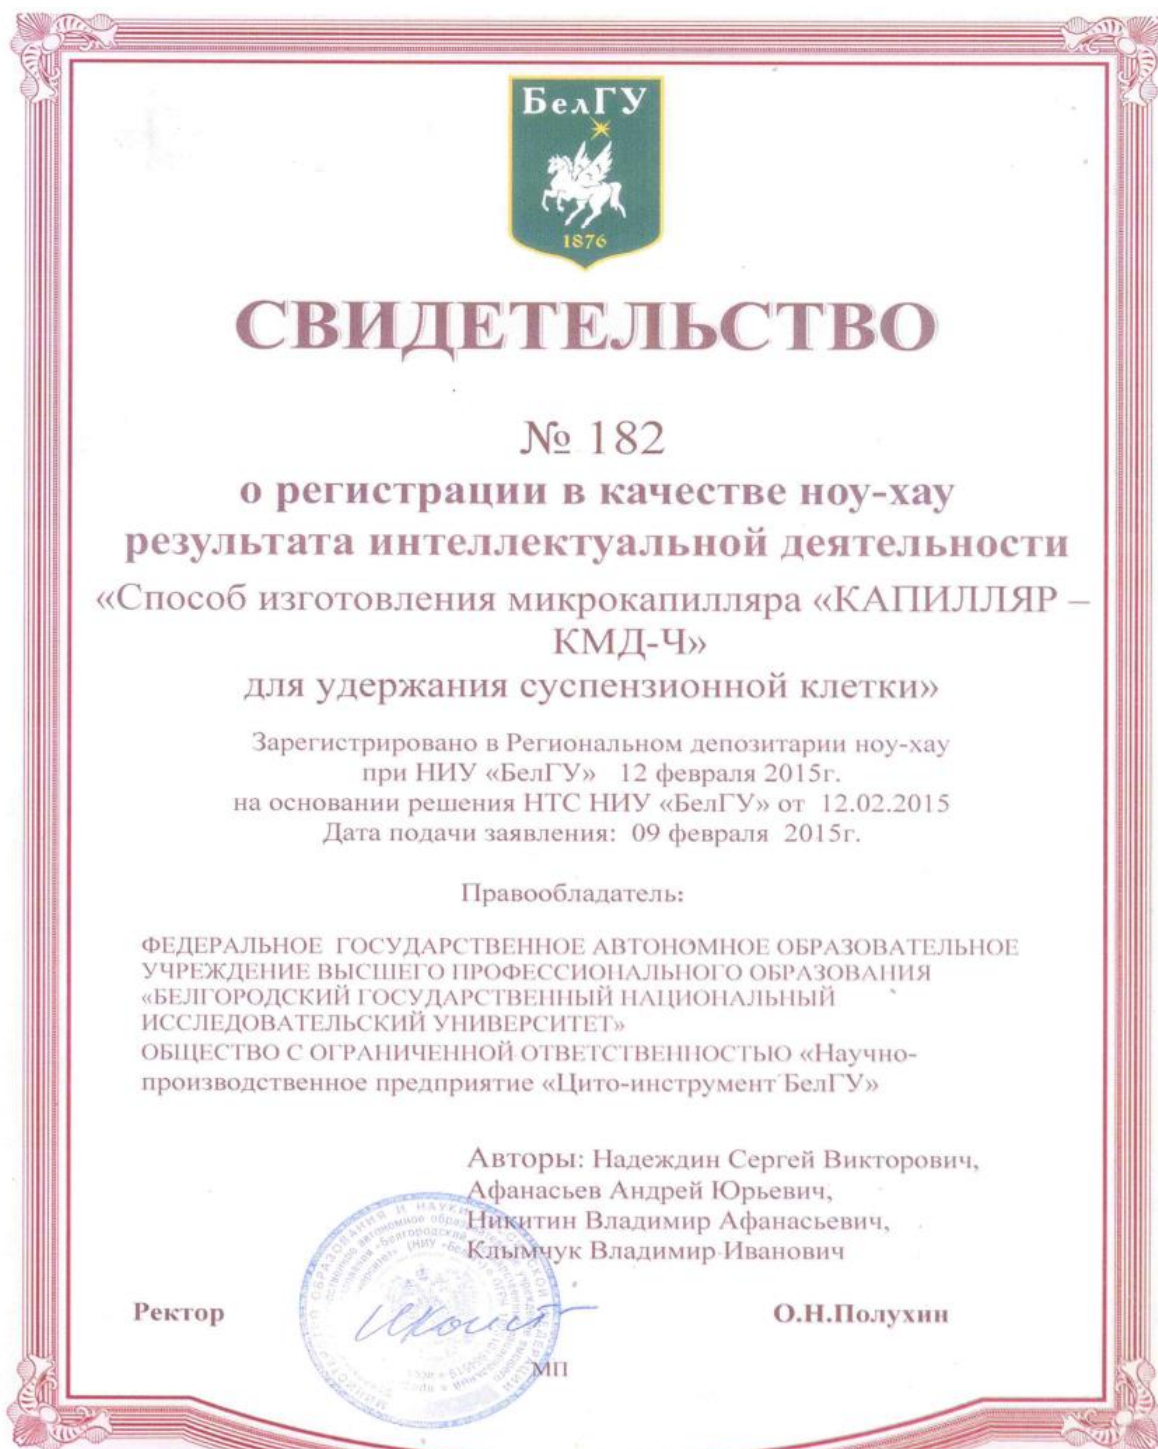 БелГУ
1876
СВИДЕТЕЛЬСТВО
№ 182
о регистрации в качестве ноу-хау
результата интеллектуальной деятельности
«Способ изготовления микрокапилляра «КАПИЛЛЯР –
КМД-Ч»
для удержания суспензионной клетки»
Зарегистрировано в Региональном депозитарии ноу-хау
при НИУ «БелГУ» 12 февраля 2015г.
на основании решения НТС НИУ «БелГУ» от 12.02.2015
Дата подачи заявления: 09 февраля 2015г.
Правообладатель:
ФЕДЕРАЛЬНОЕ ГОСУДАРСТВЕННОЕ АВТОНОМНОЕ ОБРАЗОВАТЕЛЬНОЕ
УЧРЕЖДЕНИЕ ВЫСШЕГО ПРОФЕССИОНАЛЬНОГО ОБРАЗОВАНИЯ
«БЕЛГОРОДСКИЙ ГОСУДАРСТВЕННЫЙ НАЦИОНАЛЬНЫЙ
ИССЛЕДОВАТЕЛЬСКИЙ УНИВЕРСИТЕТ»
ОБЩЕСТВО С ОГРАНИЧЕННОЙ ОТВЕТСТВЕННОСТЬЮ «Научно-
производственное предприятие «Цито-инструмент БелГУ»
Авторы: Надеждин Сергей Викторович,
Афанасьев Андрей Юрьевич,
Никитин Владимир Афанасьевич,
Клымчук Владимир Иванович
Ректор
О.Н.Полухин
МП